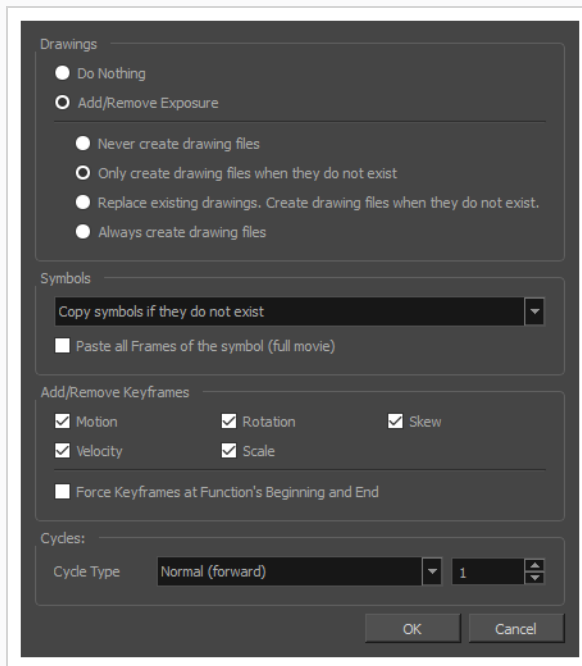 Drawings
Do Nothing
Add/Remove Exposure
Never create drawing files
Only create drawing files when they do not exist
Replace existing drawings. Create drawing files when they do not exist.
Always create drawing files
Symbols
Copy symbols if they do not exist
Paste all Frames of the symbol (full movie)
Add/Remove Keyframes
Motion Rotation Skew
Velocity Scale
Force Keyframes at Function's Beginning and End
Cycles:
Cycle Type Normal (forward) 1
OK Cancel